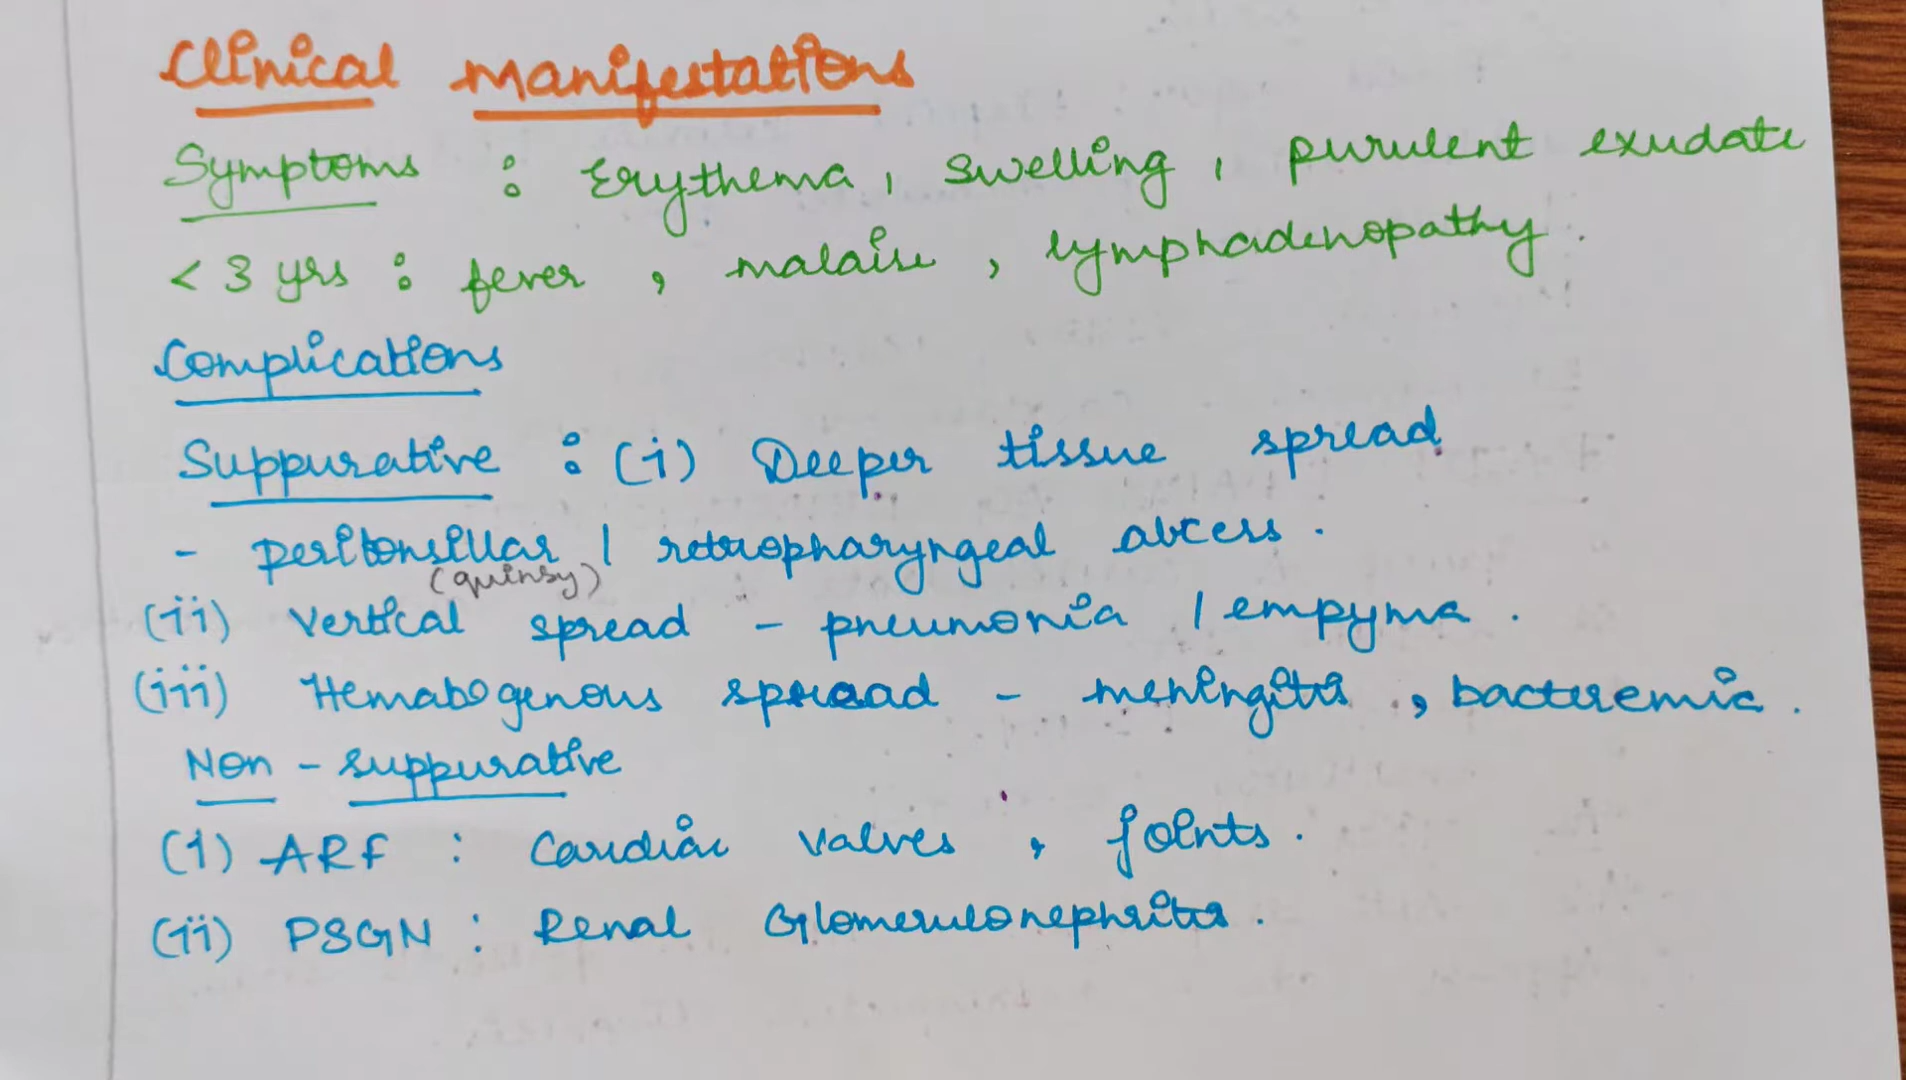 Clinical manifestations
Symptoms : Erythema, swelling, purulent exudate
< 3 yrs : fever, malaise, lymphadenopathy.
Complications
Suppurative : (i) Deeper tissue spread
- peritonsillar / retropharyngeal abcess.
(quinsy)
(ii) Vertical spread - pneumonia / empyma.
(iii) Hematogenous spread - meningitis, bacteremic.
Non - suppurative
(1) ARF : Cardiac valves, joints.
(ii) PSGN : Renal Glomerulonephritis.